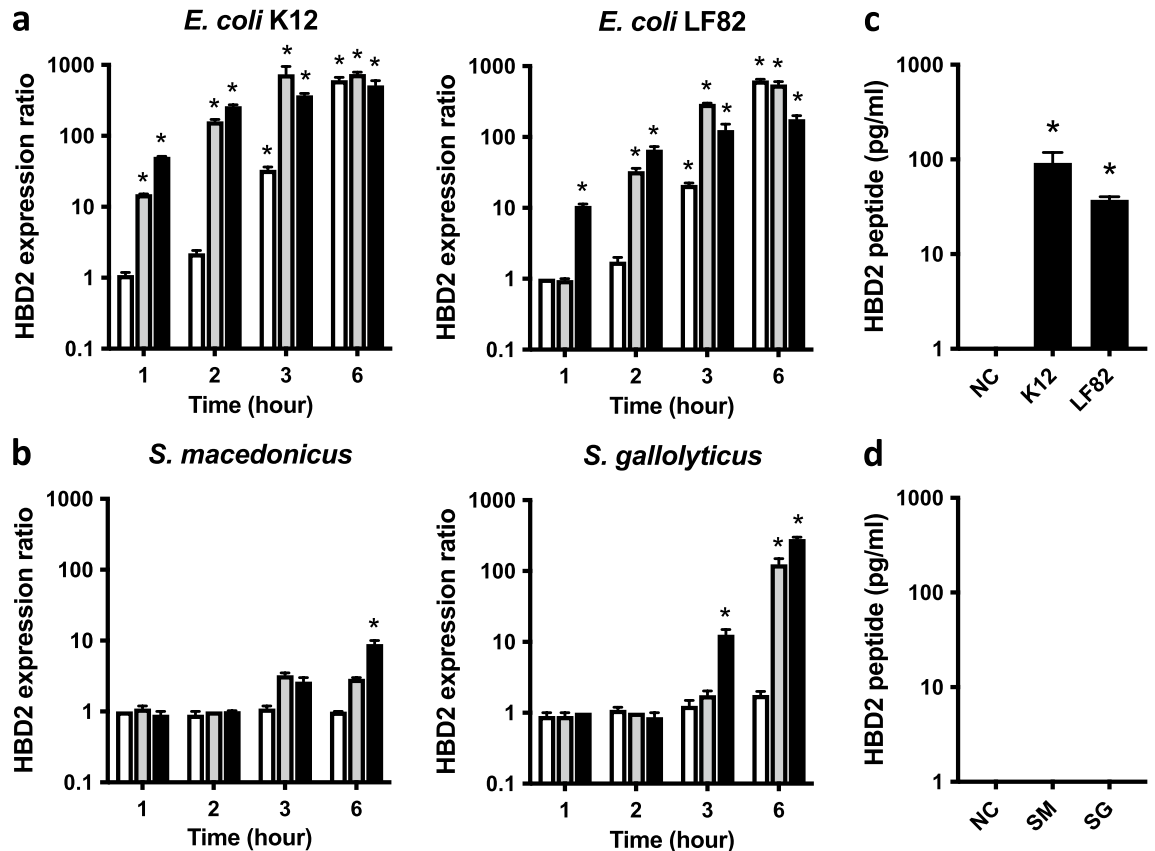 a
E. coli K12
HBD2 expression ratio
1000
100
10
1
0.1
* * * * * * * * *
1 2 3 6
Time (hour)
E. coli LF82
HBD2 expression ratio
1000
100
10
1
0.1
* * * * * * * * *
1 2 3 6
Time (hour)
c
HBD2 peptide (pg/ml)
1000
100
10
1
* *
NC K12 LF82
b
S. macedonicus
HBD2 expression ratio
1000
100
10
1
0.1
*
1 2 3 6
Time (hour)
S. gallolyticus
HBD2 expression ratio
1000
100
10
1
0.1
* * *
1 2 3 6
Time (hour)
d
HBD2 peptide (pg/ml)
1000
100
10
1
NC SM SG